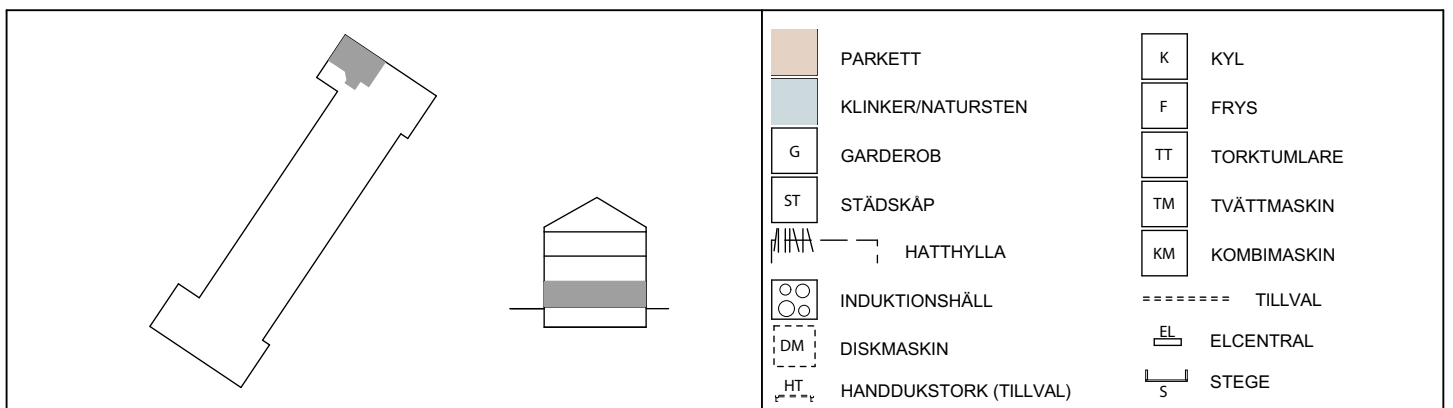 PARKETT
KLINKER/NATURSTEN
G GARDEROB
ST STÄDSKÅP
HATTHYLLA
INDUKTIONSHÄLL
DM DISKMASKIN
HT HANDDUKSTORK (TILLVAL)
K KYL
F FRYS
TT TORKTUMLARE
TM TVÄTTMASKIN
KM KOMBIMASKIN
TILLVAL
EL ELCENTRAL
S STEGE